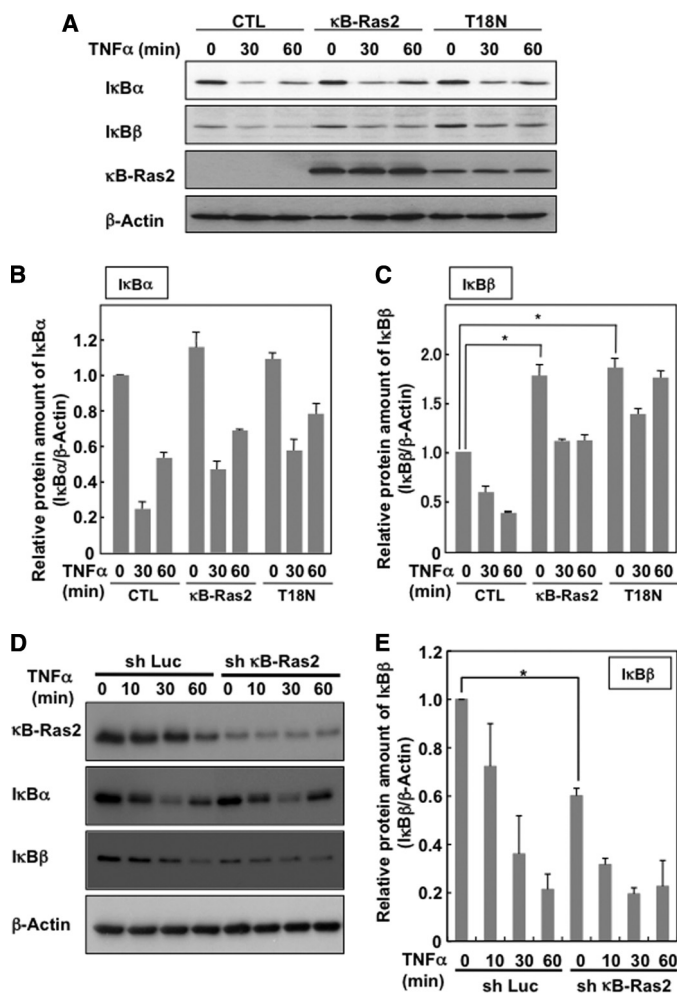 A
CTL κB-Ras2 T18N
TNFα (min) 0 30 60 0 30 60 0 30 60
IκBα
IκBβ
κB-Ras2
β-Actin
B
IκBα
Relative protein amount of IκBα
(IκBα/β-Actin)
1.2
1.0
0.8
0.6
0.4
0.2
0
TNFα 0 30 60 0 30 60 0 30 60
(min) CTL κB-Ras2 T18N
C
IκBβ
Relative protein amount of IκBβ
(IκBβ/β-Actin)
2.0
1.5
1.0
0.5
0
*
*
TNFα 0 30 60 0 30 60 0 30 60
(min) CTL κB-Ras2 T18N
D
sh Luc sh κB-Ras2
TNFα
(min) 0 10 30 60 0 10 30 60
κB-Ras2
IκBα
IκBβ
β-Actin
E
IκBβ
Relative protein amount of IκBβ
(IκBβ/β-Actin)
1.2
1.0
0.8
0.6
0.4
0.2
0
*
TNFα 0 10 30 60 0 10 30 60
(min) sh Luc sh κB-Ras2